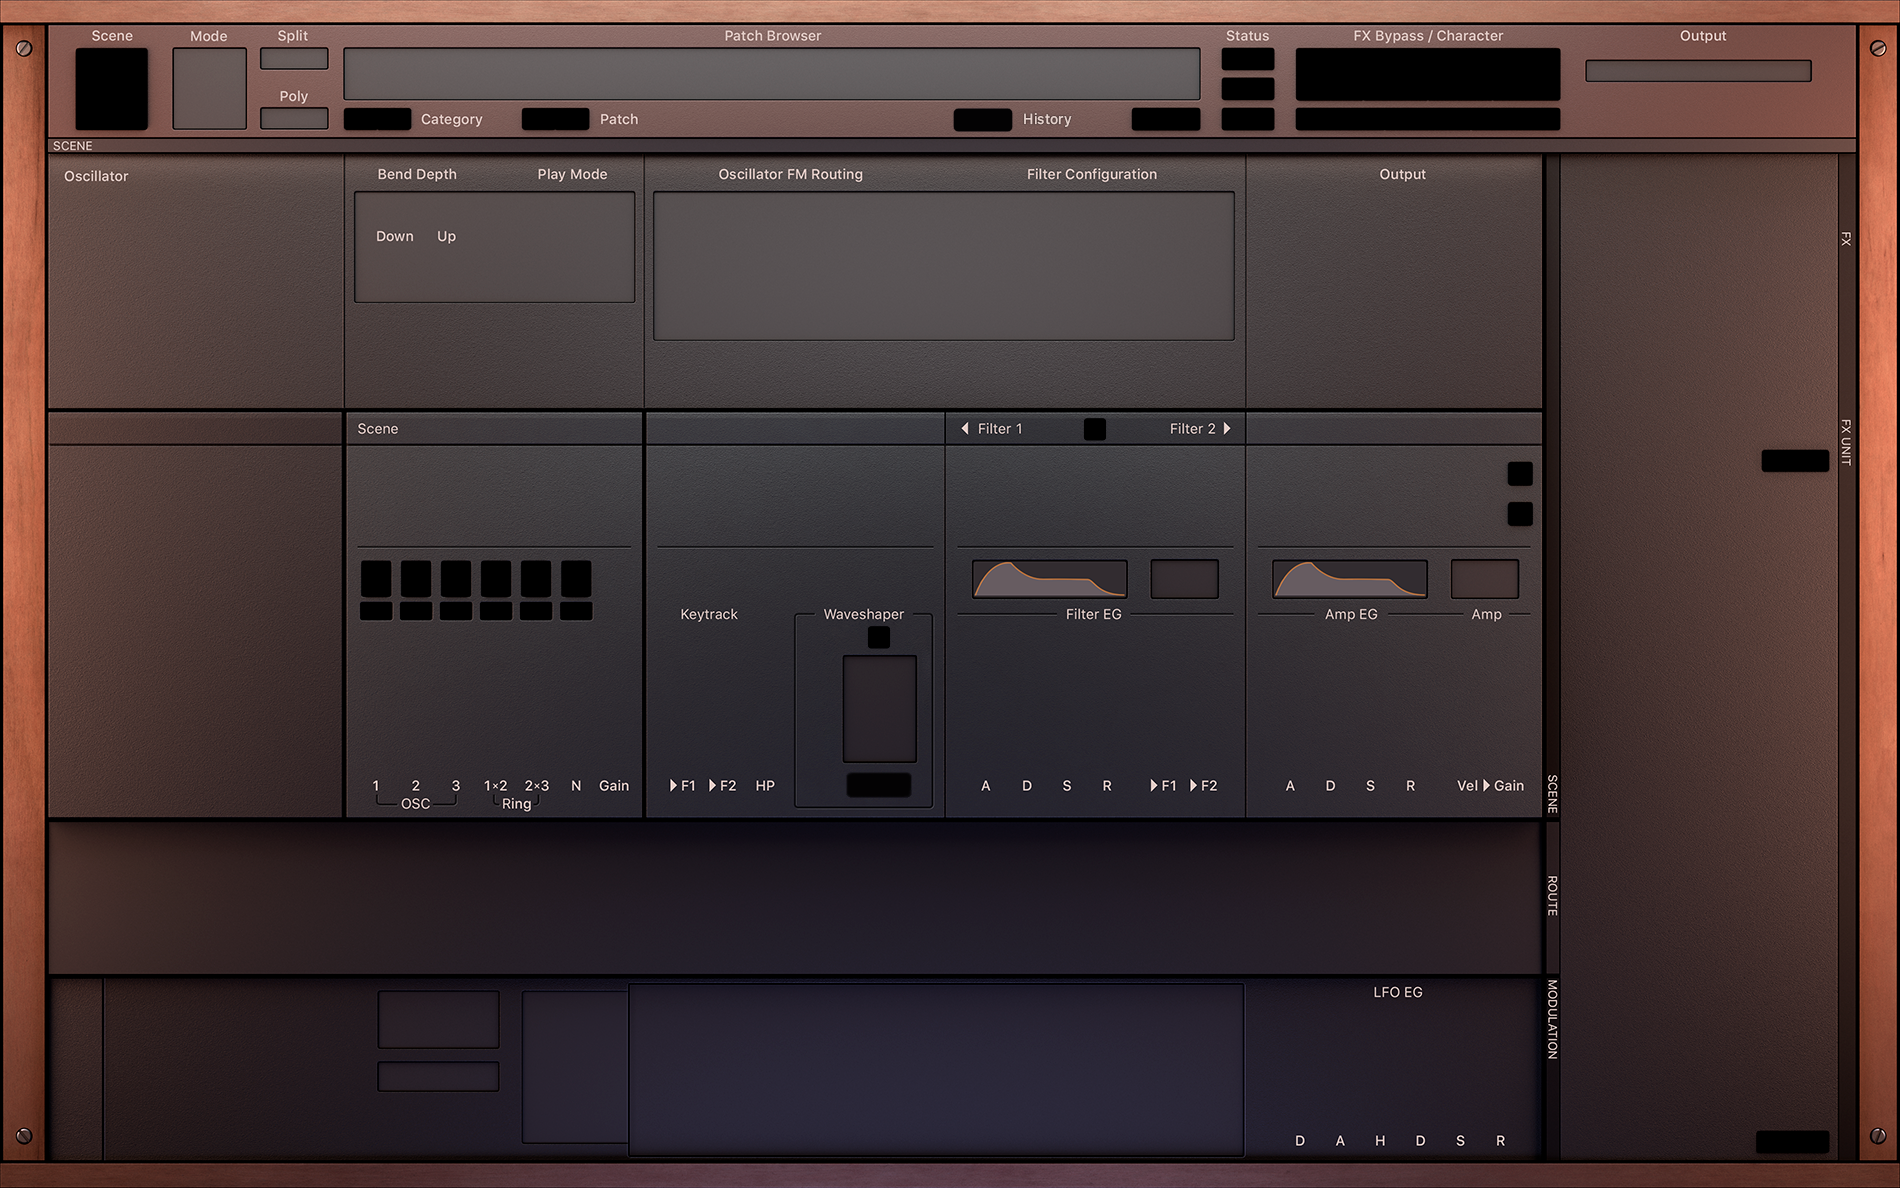 Scene Mode Split Patch Browser Status FX Bypass / Character Output
Poly
Category Patch History
SCENE
Oscillator Bend Depth Play Mode Oscillator FM Routing Filter Configuration Output
Down Up
FX
Scene Filter 1 Filter 2
FX UNIT
Keytrack Waveshaper Filter EG Amp EG Amp
1 2 3 1×2 2×3 N Gain F1 F2 HP A D S R F1 F2 A D S R Vel Gain
OSC Ring
SCENE
ROUTE
MODULATION
LFO EG
D A H D S R